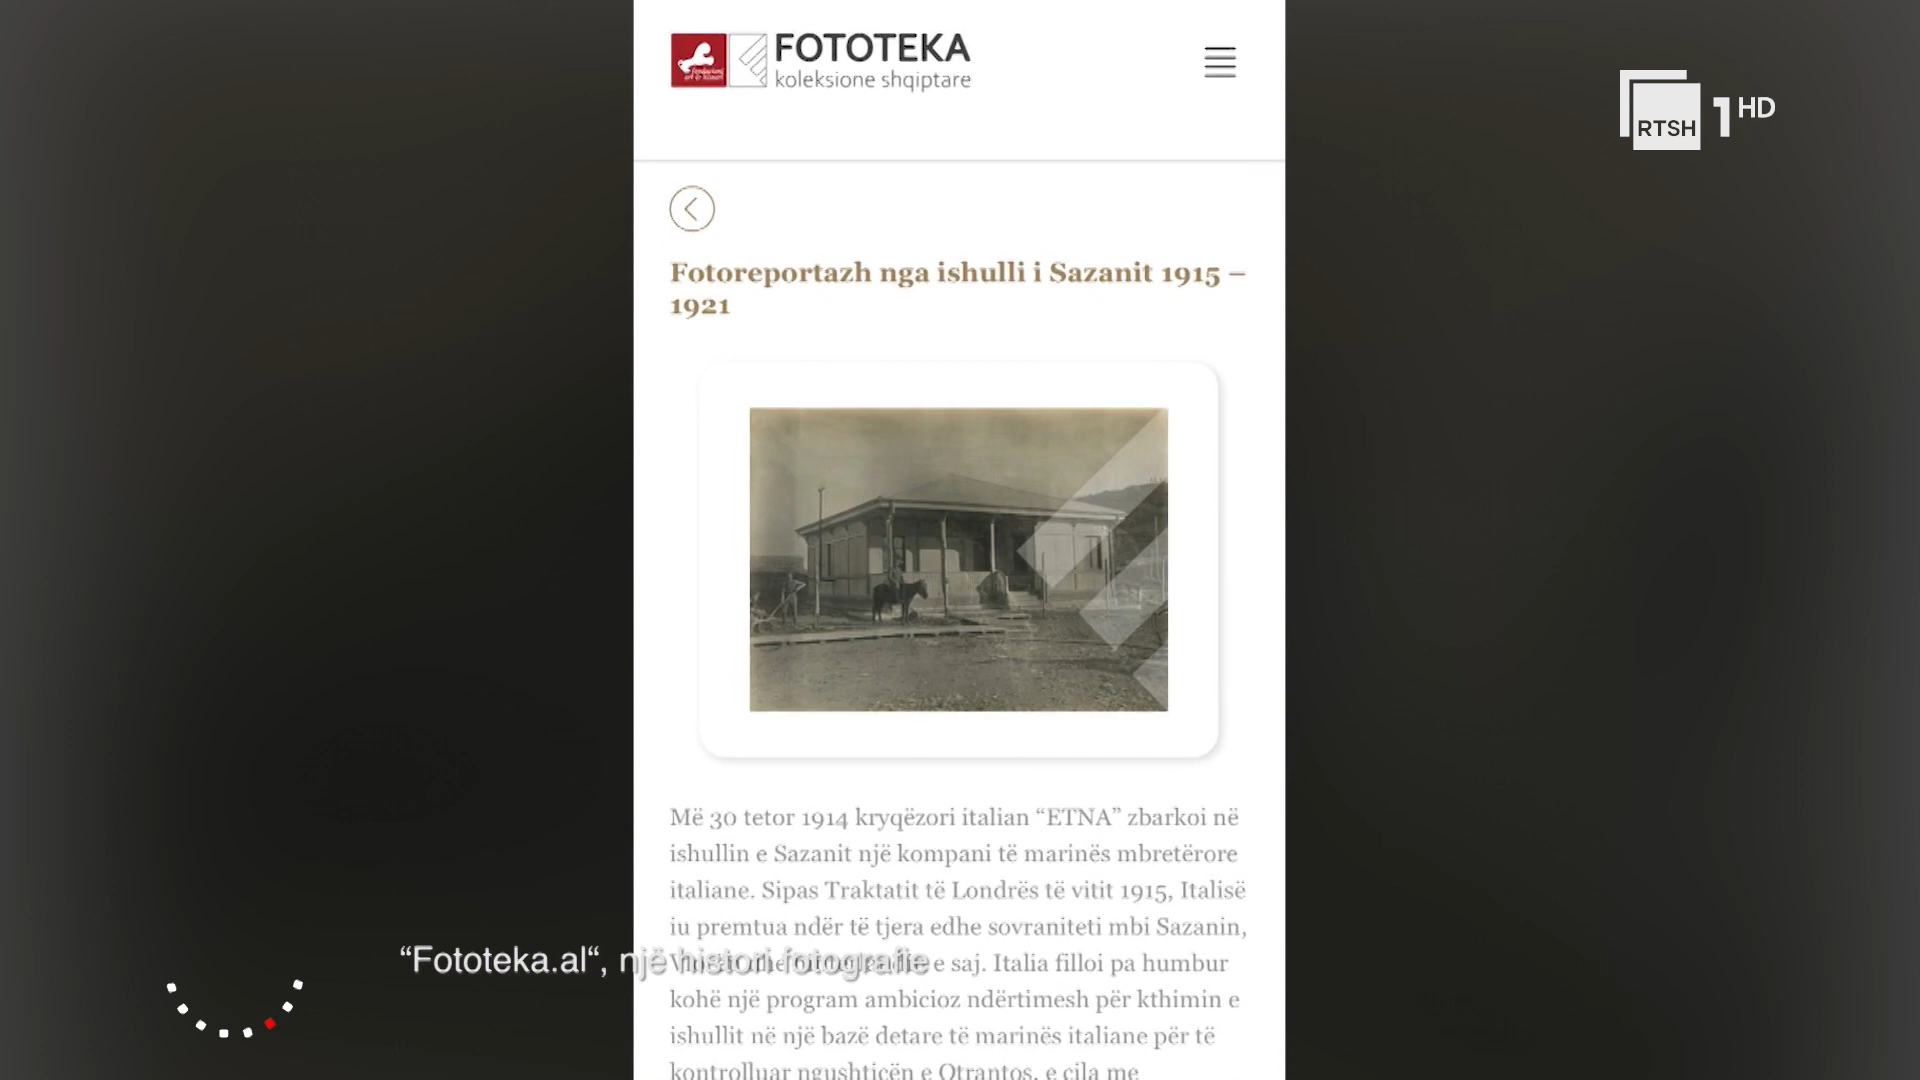 FOTOTEKA
koleksione shqiptare
RTSH 1 HD
Fotoreportazh nga ishulli i Sazanit 1915 –
1921
Më 30 tetor 1914 kryqëzori italian “ETNA” zbarkoi në
ishullin e Sazanit një kompani të marinës mbretërore
italiane. Sipas Traktatit të Londrës të vitit 1915, Italisë
iu premtua ndër të tjera edhe sovraniteti mbi Sazanin,
e saj. Italia filloi pa humbur
“Fototeka.al“, një histori fotografie
kohë një program ambicioz ndërtimesh për kthimin e
ishullit në një bazë detare të marinës italiane për të
kontrolluar ngushticën e Otrantos, e cila me